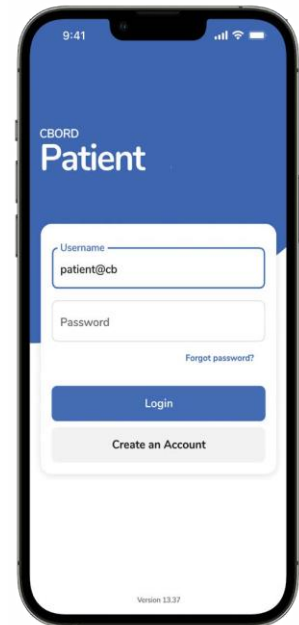 9:41
CBORD
Patient
Username
patient@cb
Password
Forgot password?
Login
Create an Account
Version 13.37